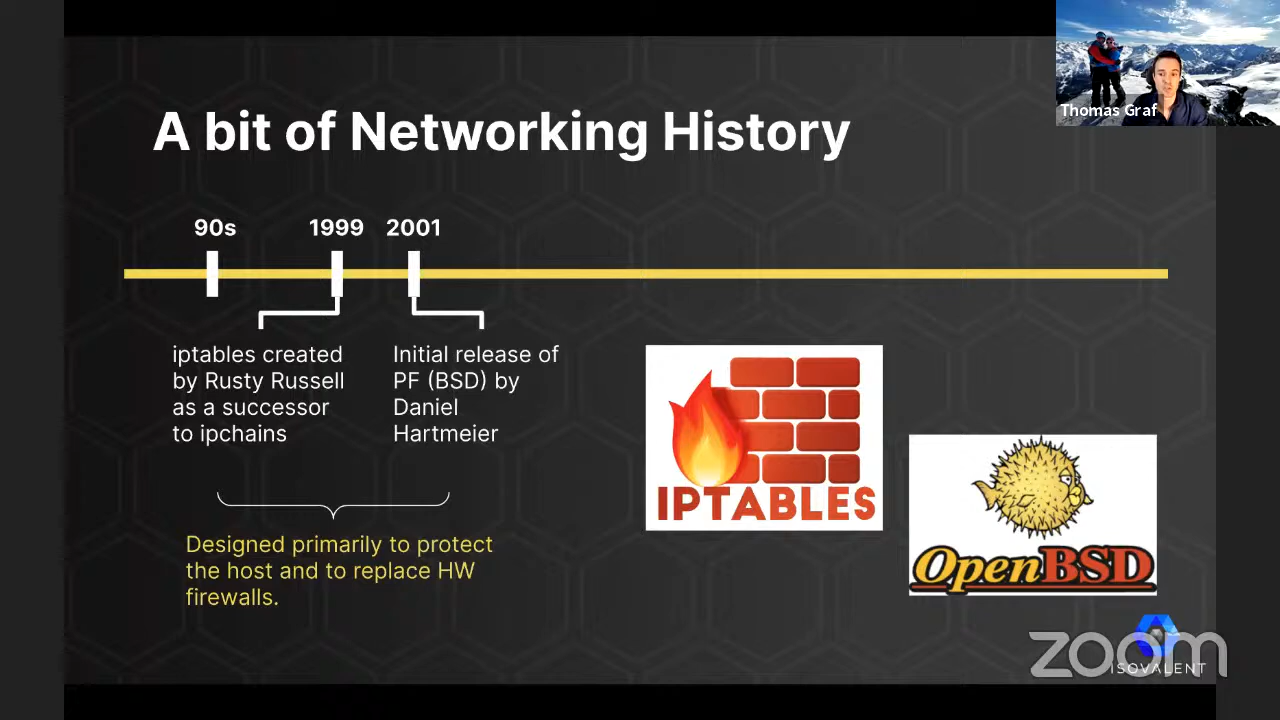 Thomas Graf
A bit of Networking History
90s
1999
2001
iptables created
by Rusty Russell
as a successor
to ipchains
Initial release of
PF (BSD) by
Daniel
Hartmeier
Designed primarily to protect
the host and to replace HW
firewalls.
IPTABLES
OpenBSD
zoom
ISOVALENT